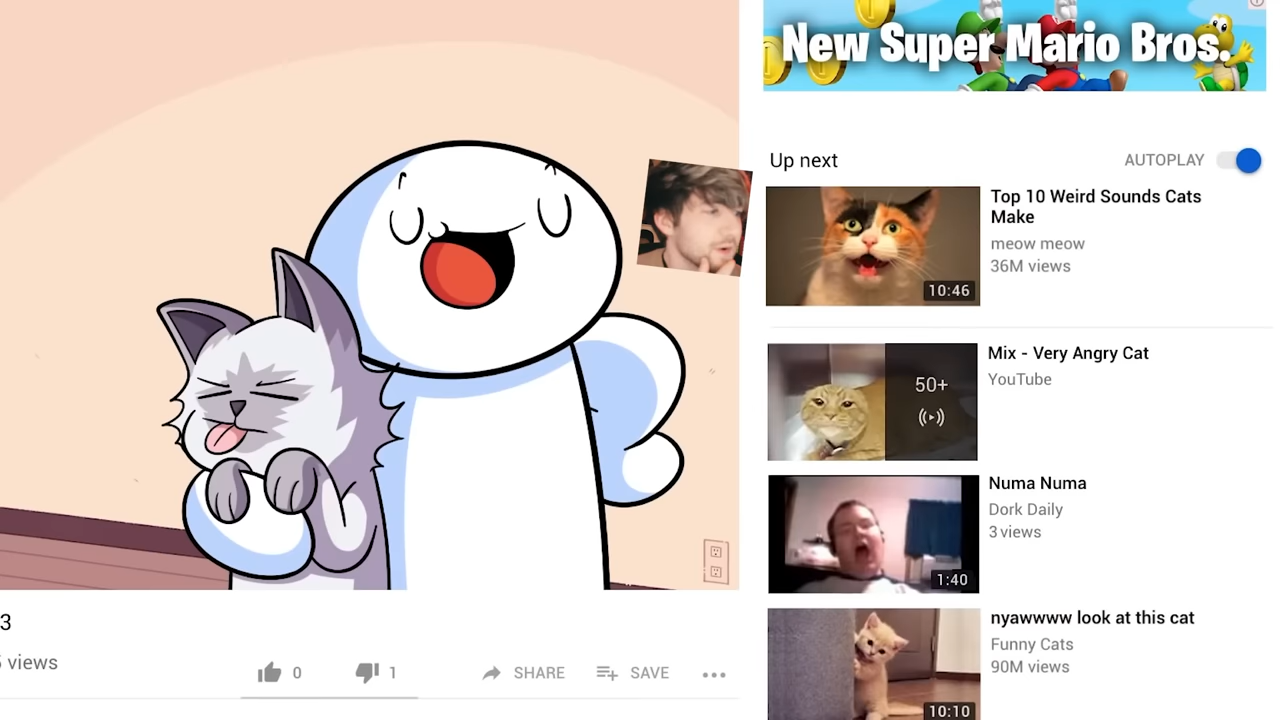 New Super Mario Bros.
Up next
AUTOPLAY
Top 10 Weird Sounds Cats
Make
meow meow
36M views
10:46
Mix - Very Angry Cat
YouTube
50+
Numa Numa
Dork Daily
3 views
1:40
nyawwww look at this cat
Funny Cats
90M views
10:10
3
views
0
1
SHARE
SAVE